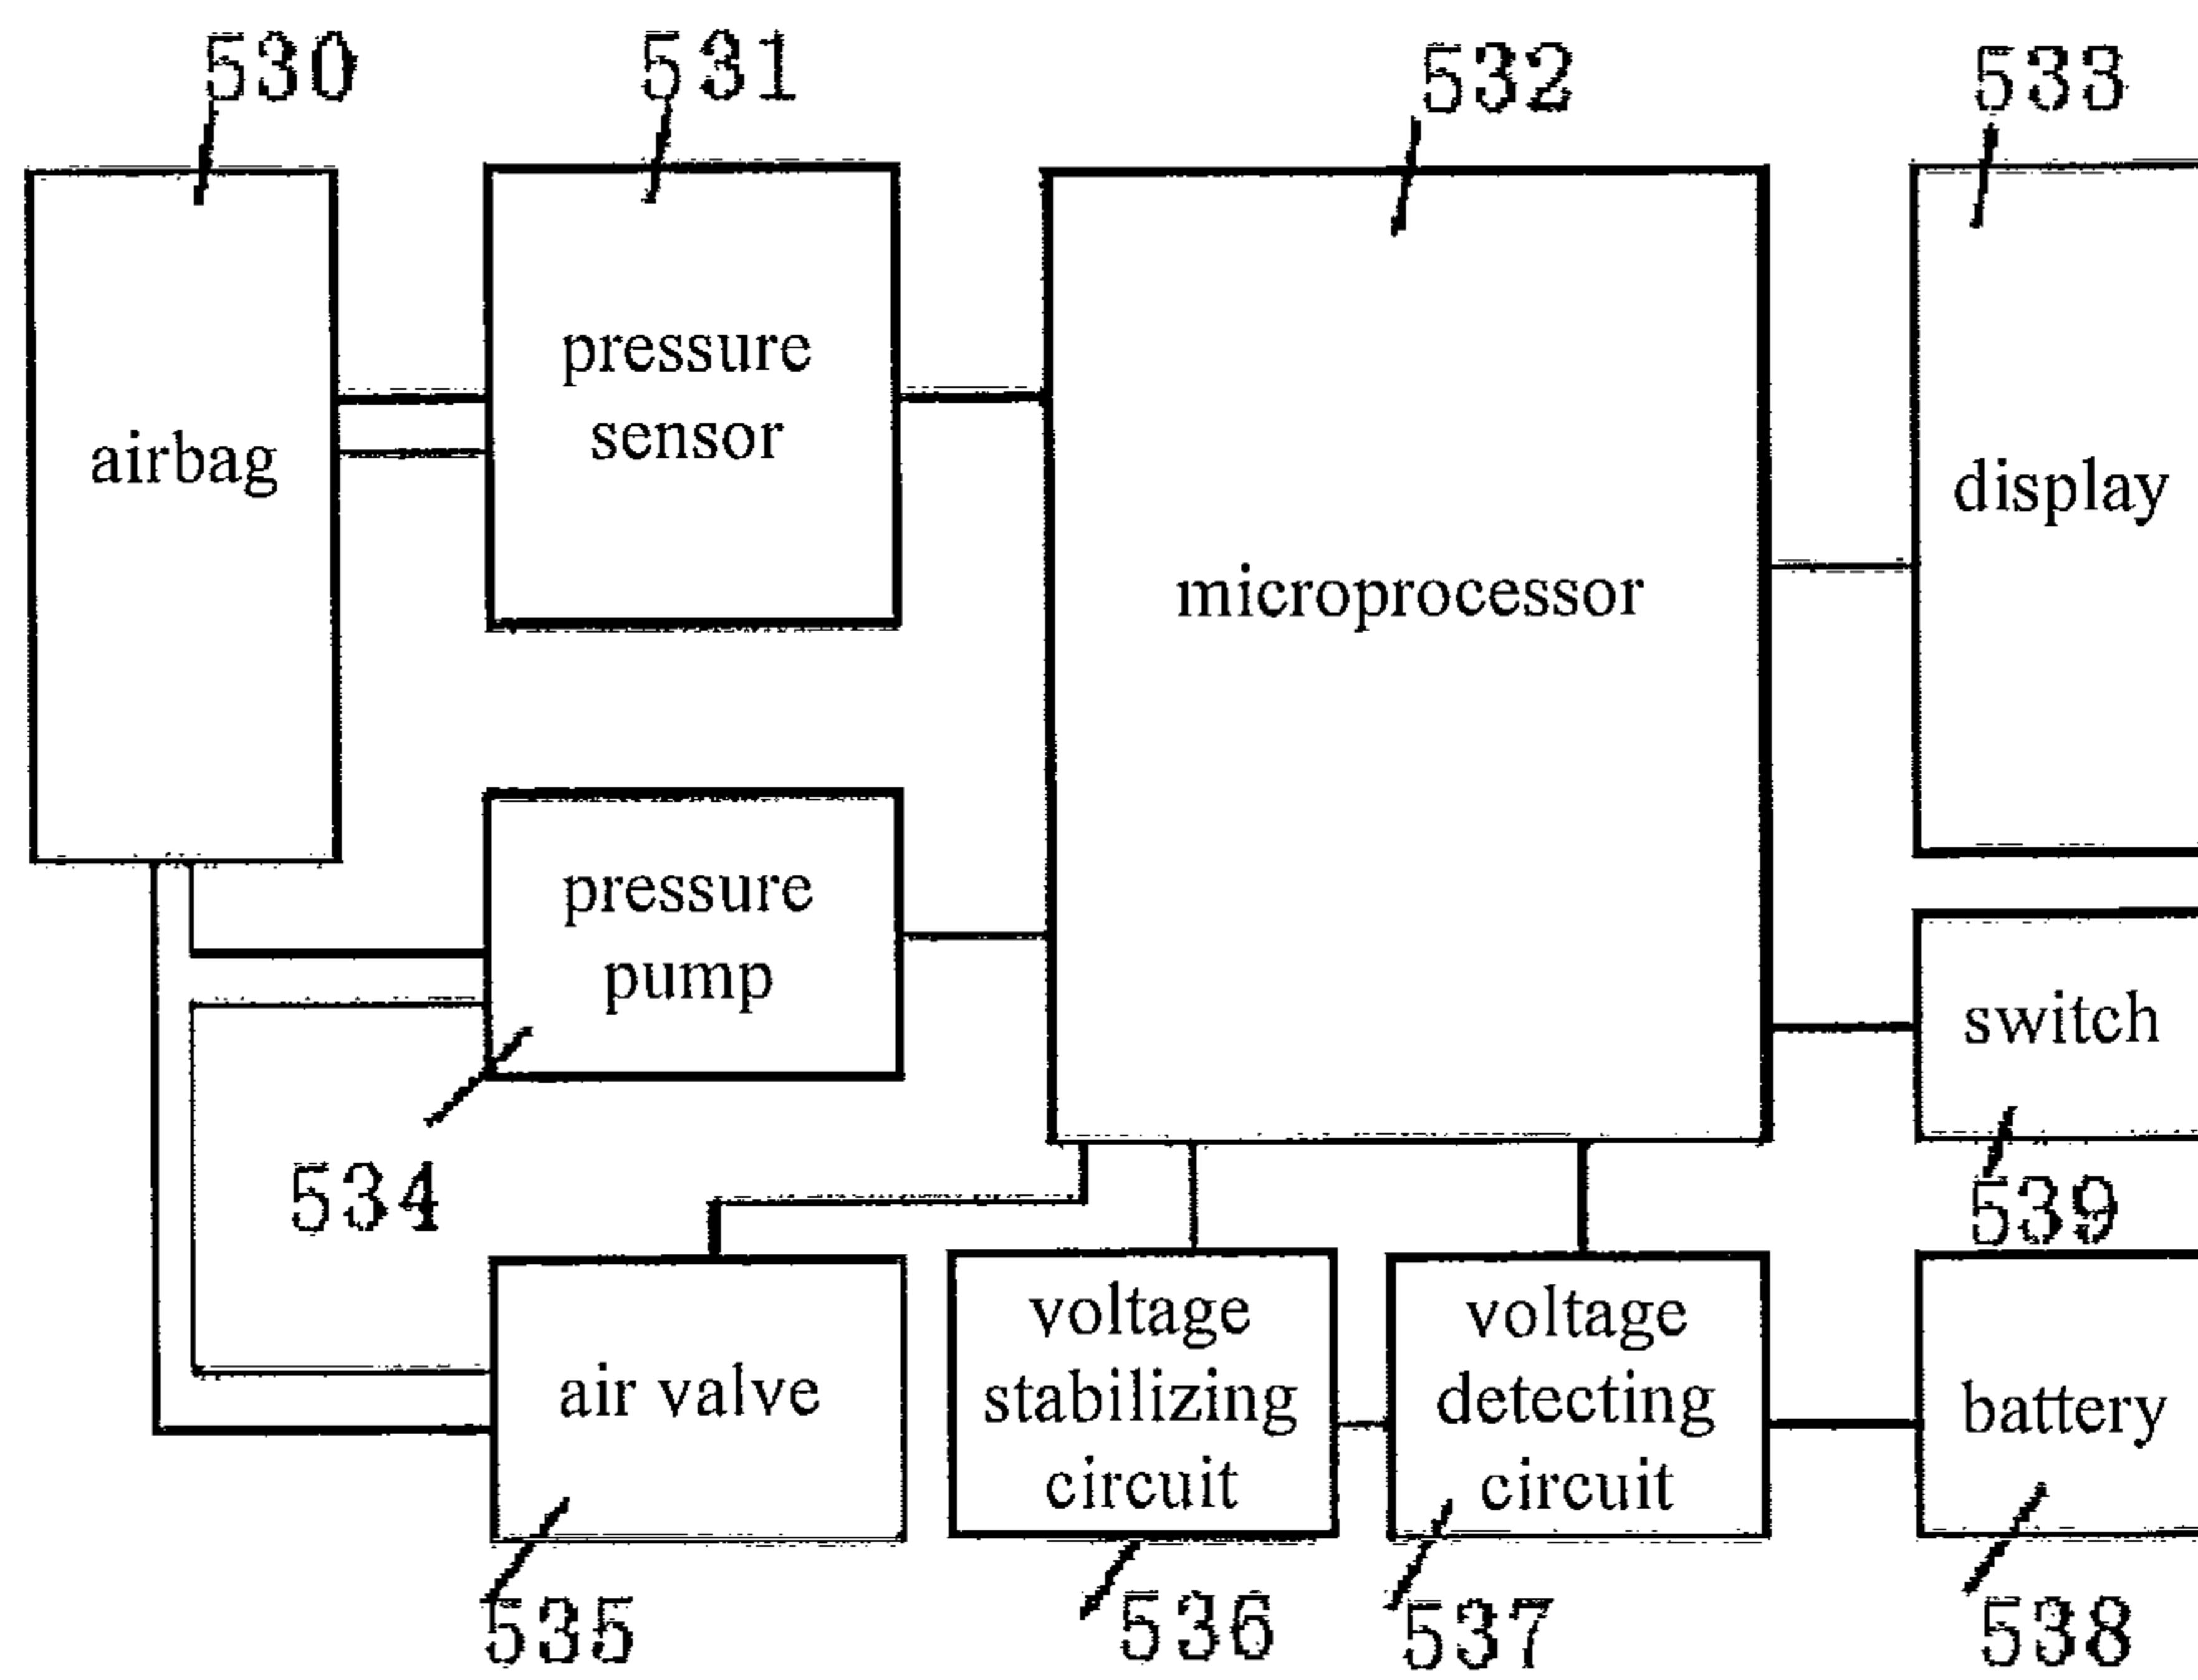 530
531
532
533
airbag
pressure
sensor
microprocessor
display
pressure
pump
switch
534
539
air valve
voltage
stabilizing
circuit
voltage
detecting
circuit
battery
535
536
537
538